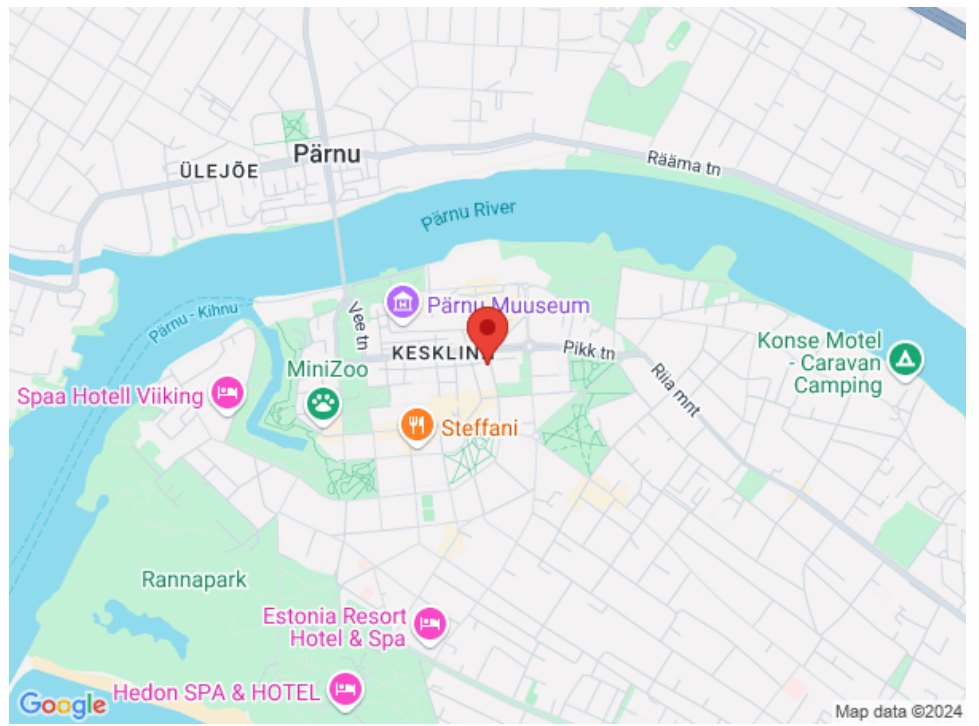 Pärnu
ÜLEJÕE
Rääma tn
Pärnu River
Pärnu - Kihnu
Vee tn
Pärnu Muuseum
KESKLINN
Pikk tn
Konse Motel
- Caravan
Camping
MiniZoo
Riia mnt
Spaa Hotell Viiking
Steffani
Rannapark
Estonia Resort
Hotel & Spa
Hedon SPA & HOTEL
Google
Map data ©2024